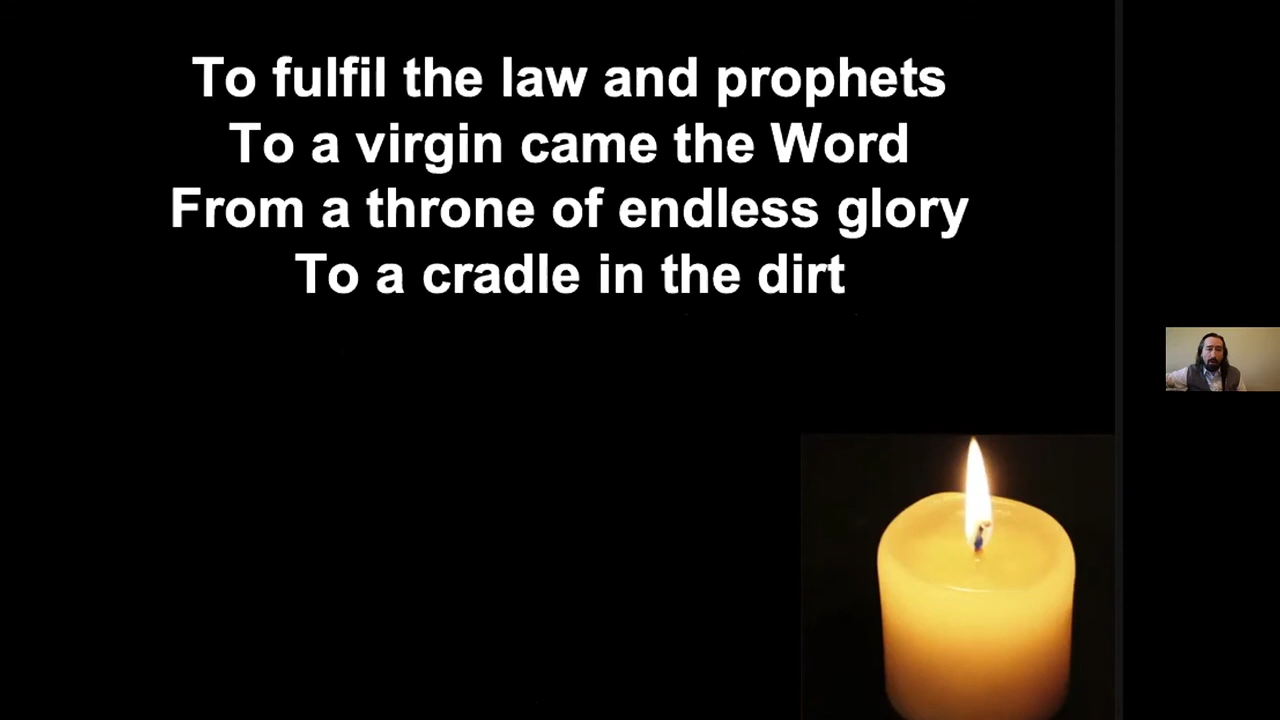 To fulfil the law and prophets
To a virgin came the Word
From a throne of endless glory
To a cradle in the dirt